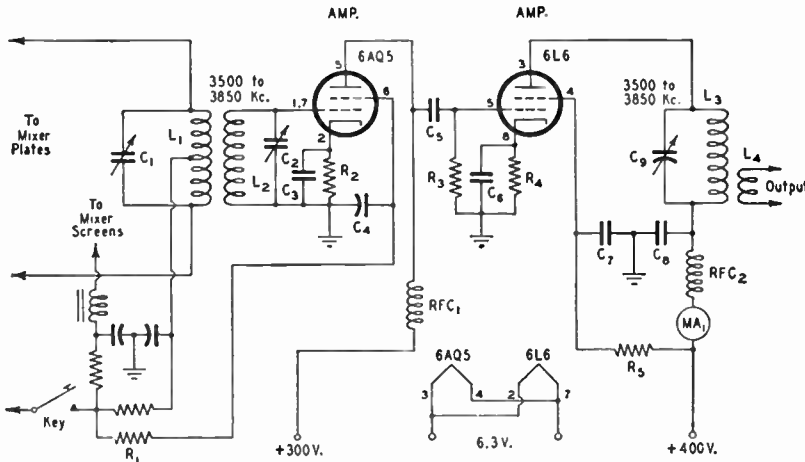 AMP.
AMP.
5
6AQ5
3
6L6
3500 to
3850 Kc.
3500 to
3850 Kc.
1,7
6
5
4
L3
To
Mixer
Plates
L1
C1
L2
C2
C3
2
R2
C4
C5
R3
8
C6
R4
C9
L4
Output
To
Mixer
Screens
C7
C8
RFC1
RFC2
MA1
6AQ5
6L6
R5
3
4
2
7
Key
R1
+300V.
6.3V.
+400V.